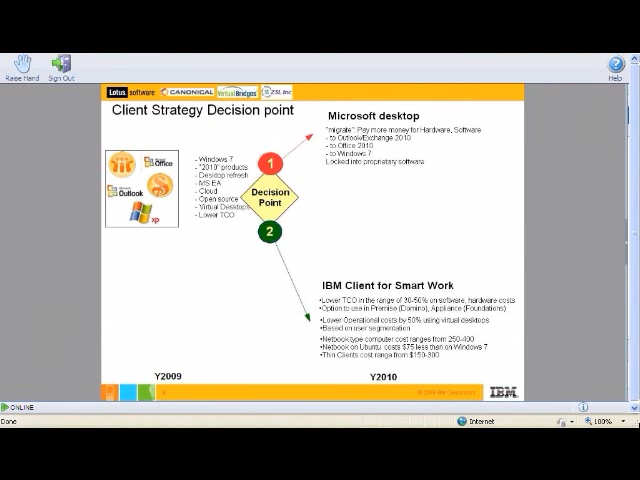 Raise Hand
Sign Out
Help
Lotus. software
CANONICAL
VirtualBridges
ZSL Inc
Client Strategy Decision point
Microsoft desktop
"migrate": Pay more money for Hardware, Software
- to Outlook/Exchange 2010
- to Office 2010
- to Windows 7
Locked into proprietary software
Microsoft
Office
Microsoft
Outlook
Windows
xp
- Windows 7
- "2010" products
- Desktop refresh
- MS EA
- Cloud
- Open source
- Virtual Desktops
- Lower TCO
1
Decision
Point
2
IBM Client for Smart Work
•Lower TCO in the range of 30-50% on software, hardware costs
•Option to use in Premise (Domino), Appliance (Foundations)
•Lower Operational costs by 50% using virtual desktops
•Based on user segmentation
•Netbook type computer cost ranges from 250-400
•Netbook on Ubuntu costs $75 less than on Windows 7
•Thin Clients cost range from $150-300
Y2009
Y2010
IBM
ONLINE
Done
Internet
100%